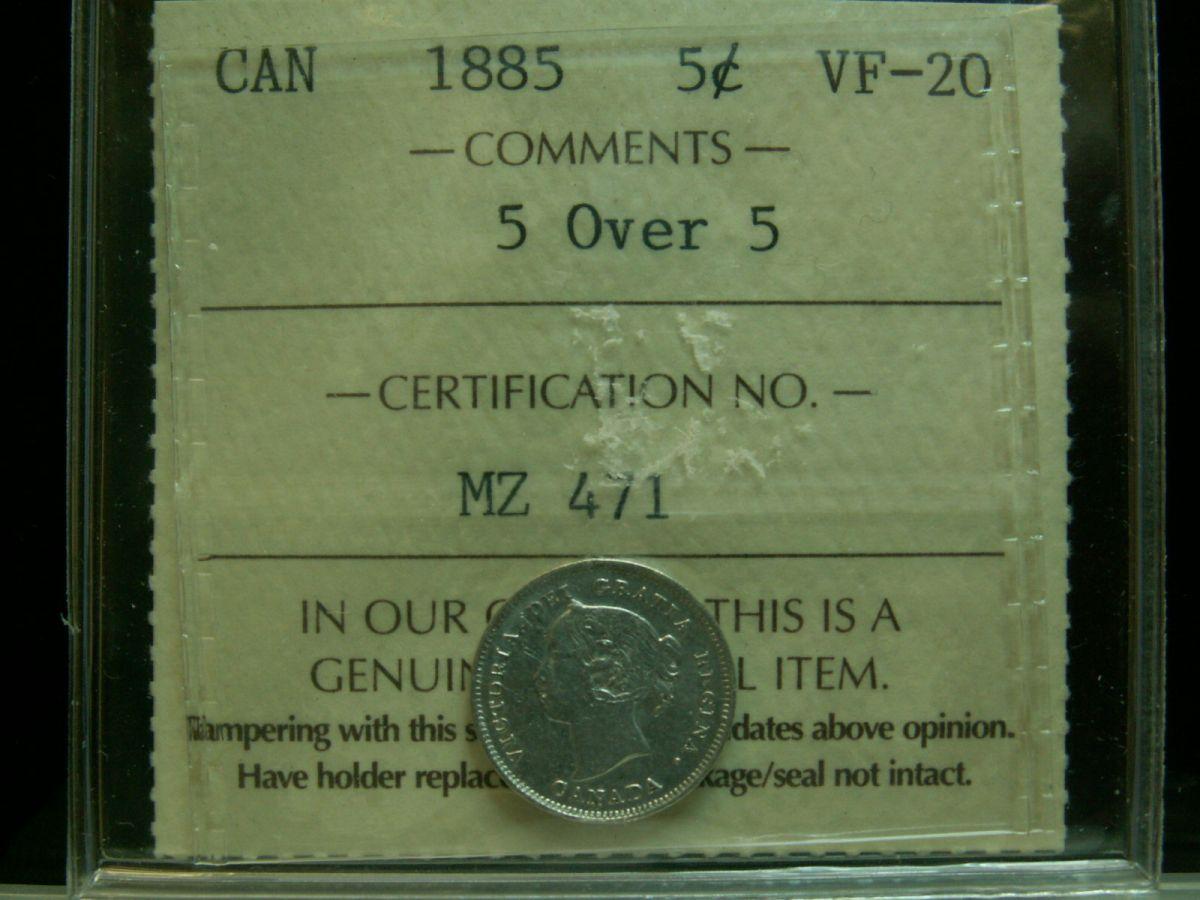 CAN 1885 5¢ VF-20
— COMMENTS —
5 Over 5
— CERTIFICATION NO. —
MZ 471
IN OUR THIS IS A
GENUIN L ITEM.
Tampering with this s dates above opinion.
Have holder replac kage/seal not intact.
VICTORIA DEI GRATIA REGINA.
CANADA